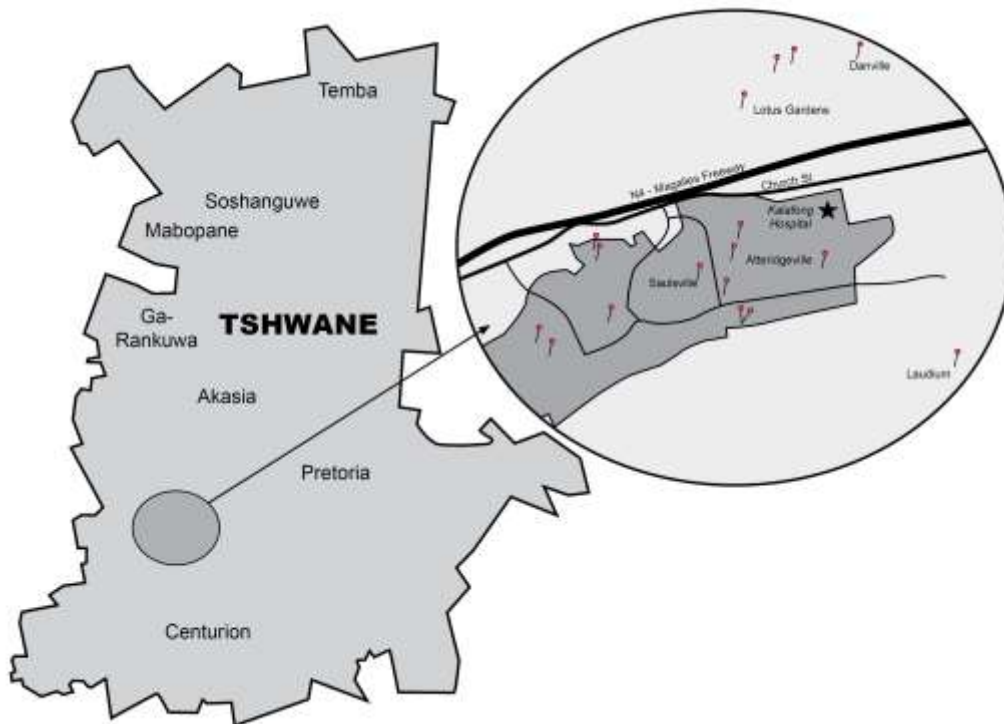 Temba
Soshanguwe
Mabopane
Ga-
Rankuwa
TSHWANE
Akasia
Pretoria
Centurion
Danville
Lotus Gardens
N4 - Magalies Freeway
Church St
Kalafong
Hospital
Atteridgeville
Saulsville
Laudium